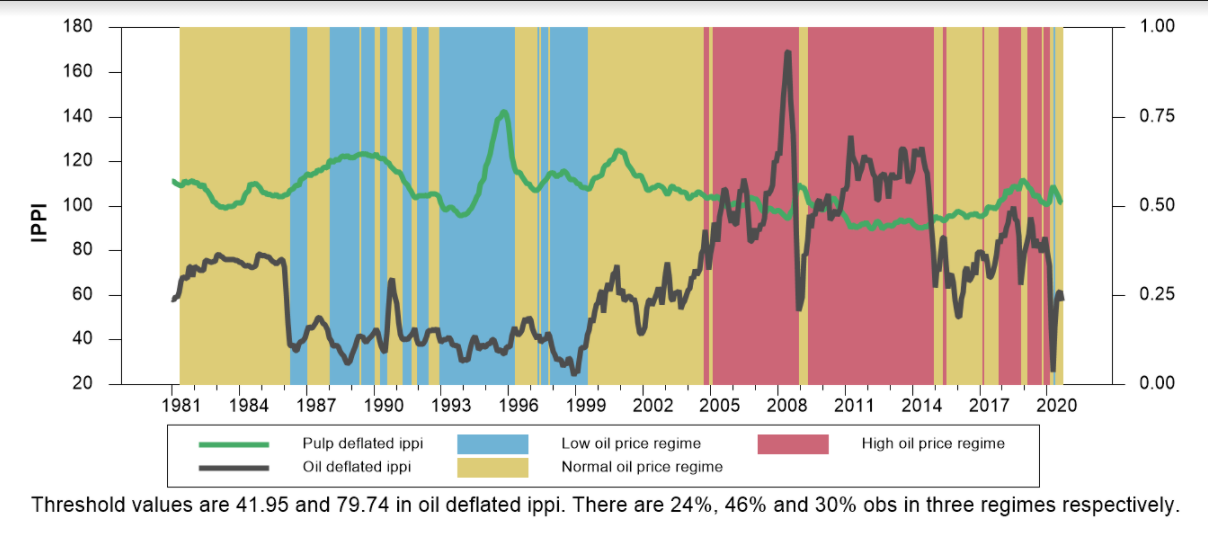 180 1.00
160
140 0.75
120
100 0.50
80
60 0.25
40
20 0.00
IPPI
1981 1984 1987 1990 1993 1996 1999 2002 2005 2008 2011 2014 2017 2020
Pulp deflated ippi Low oil price regime High oil price regime
Oil deflated ippi Normal oil price regime
Threshold values are 41.95 and 79.74 in oil deflated ippi. There are 24%, 46% and 30% obs in three regimes respectively.